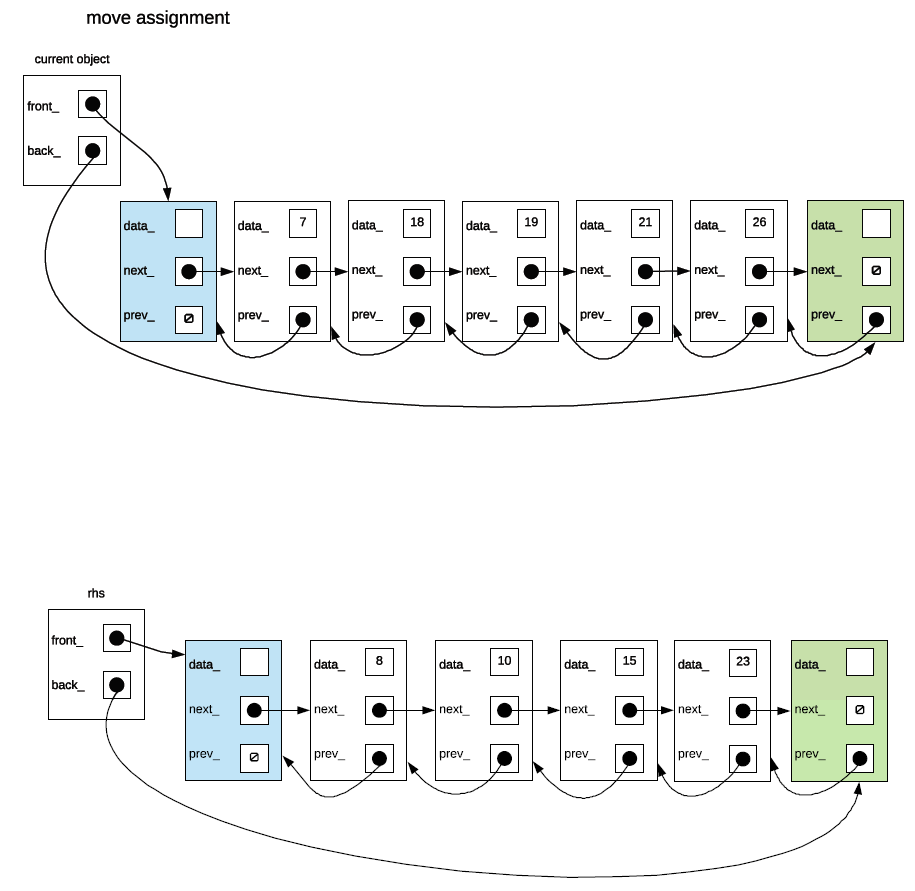 move assignment
current object
front_
back_
data_ data_ 7 data_ 18 data_ 19 data_ 21 data_ 26 data_
next_ next_ next_ next_ next_ next_ next_ Ø
prev_ Ø prev_ prev_ prev_ prev_ prev_ prev_
rhs
front_
back_
data_ data_ 8 data_ 10 data_ 15 data_ 23 data_
next_ next_ next_ next_ next_ next_ Ø
prev_ Ø prev_ prev_ prev_ prev_ prev_